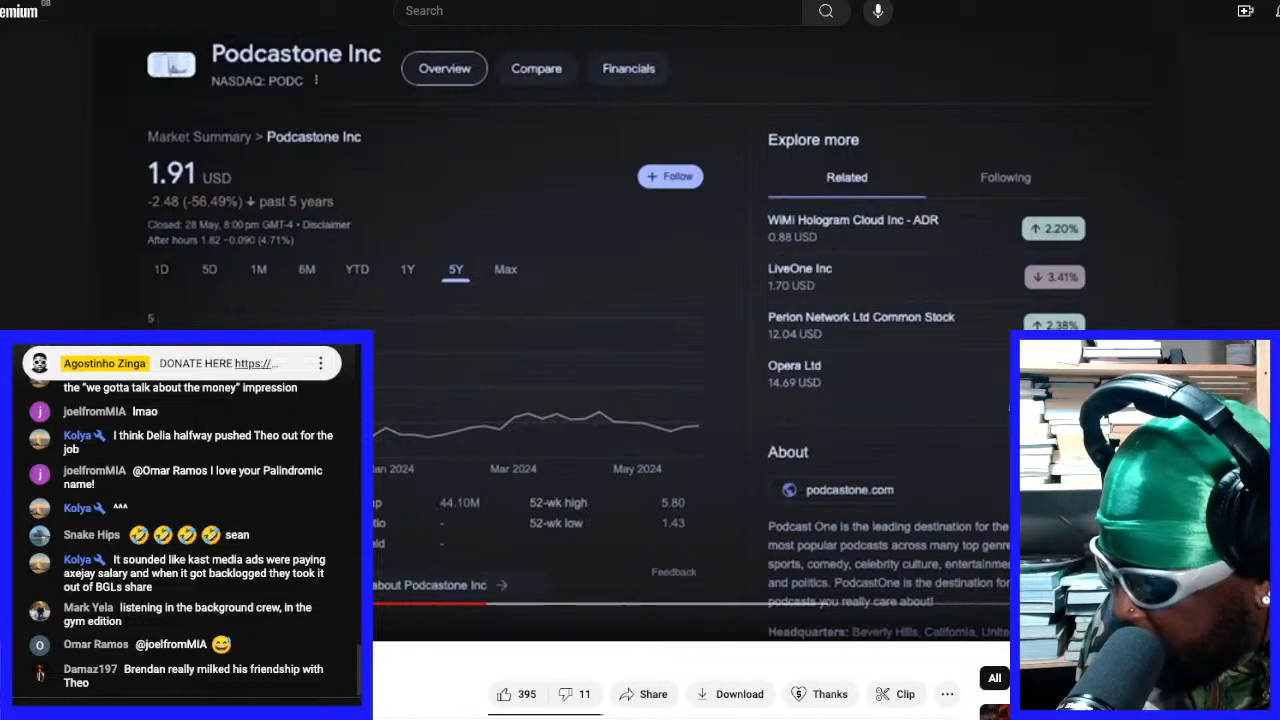 emium GB
Search
Podcastone Inc
NASDAQ: PODC
Overview
Compare
Financials
Market Summary > Podcastone Inc
1.91 USD
-2.48 (-56.49%) ↓ past 5 years
Closed: 28 May, 8:00 pm GMT-4 • Disclaimer
After hours 1.82 −0.090 (4.71%)
+ Follow
1D 5D 1M 6M YTD 1Y 5Y Max
5
an 2024 Mar 2024 May 2024
ap 44.10M 52-wk high 5.80
tio - 52-wk low 1.43
ld -
about Podcastone Inc →
Feedback
Explore more
Related Following
WiMi Hologram Cloud Inc - ADR
0.88 USD
↑ 2.20%
LiveOne Inc
1.70 USD
↓ 3.41%
Perion Network Ltd Common Stock
12.04 USD
↑ 2.38%
Opera Ltd
14.69 USD
About
podcastone.com
Podcast One is the leading destination for the
most popular podcasts across many top genre
sports, comedy, celebrity culture, entertainme
and politics. PodcastOne is the destination for
podcasts you really care about!
Headquarters: Beverly Hills, California, Unite
Agostinho Zinga DONATE HERE https://...
the "we gotta talk about the money" impression
joelfromMIA lmao
Kolya I think Delia halfway pushed Theo out for the
job
joelfromMIA @Omar Ramos I love your Palindromic
name!
Kolya ^^^
Snake Hips 🤣🤣🤣🤣 sean
Kolya It sounded like kast media ads were paying
axejay salary and when it got backlogged they took it
out of BGLs share
Mark Yela listening in the background crew, in the
gym edition
Omar Ramos @joelfromMIA 😅
Damaz197 Brendan really milked his friendship with
Theo
395 11 Share Download Thanks Clip ...
All